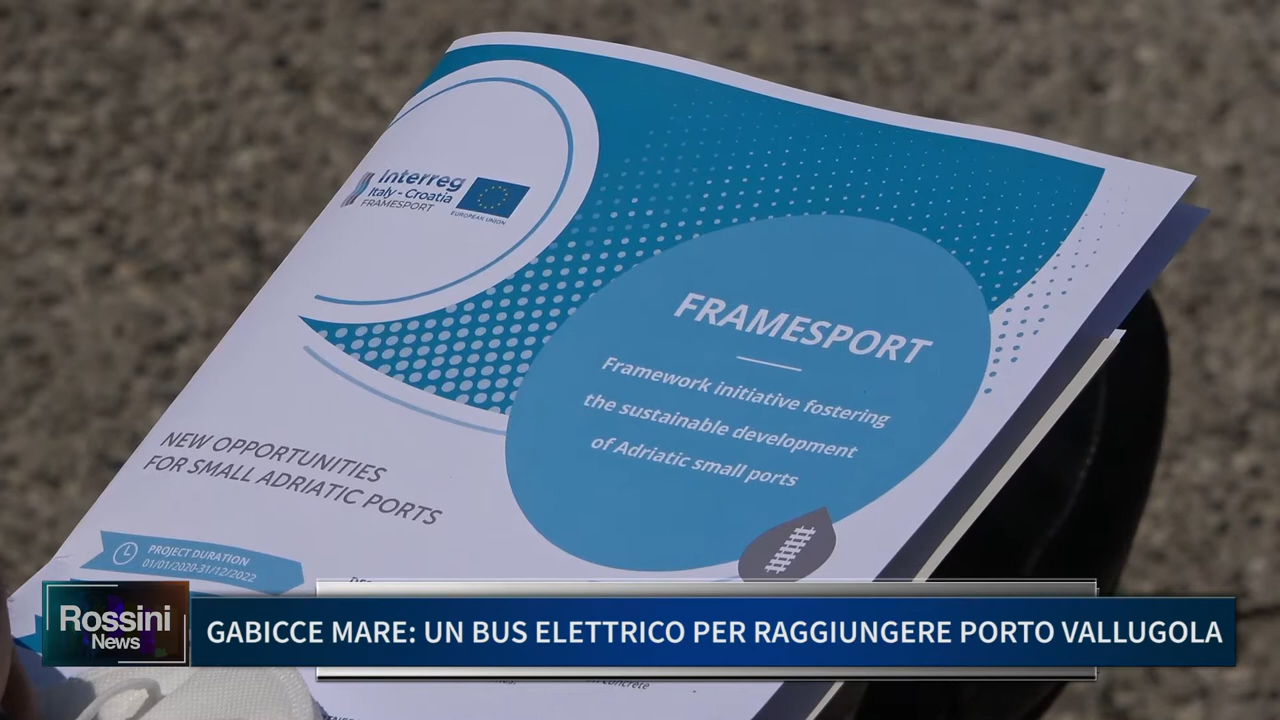 Interreg
Italy - Croatia
FRAMESPORT
EUROPEAN UNION
FRAMESPORT
Framework initiative fostering
the sustainable development
of Adriatic small ports
NEW OPPORTUNITIES
FOR SMALL ADRIATIC PORTS
PROJECT DURATION
01/01/2020-31/12/2022
Rossini
News
GABICCE MARE: UN BUS ELETTRICO PER RAGGIUNGERE PORTO VALLUGOLA
concrete